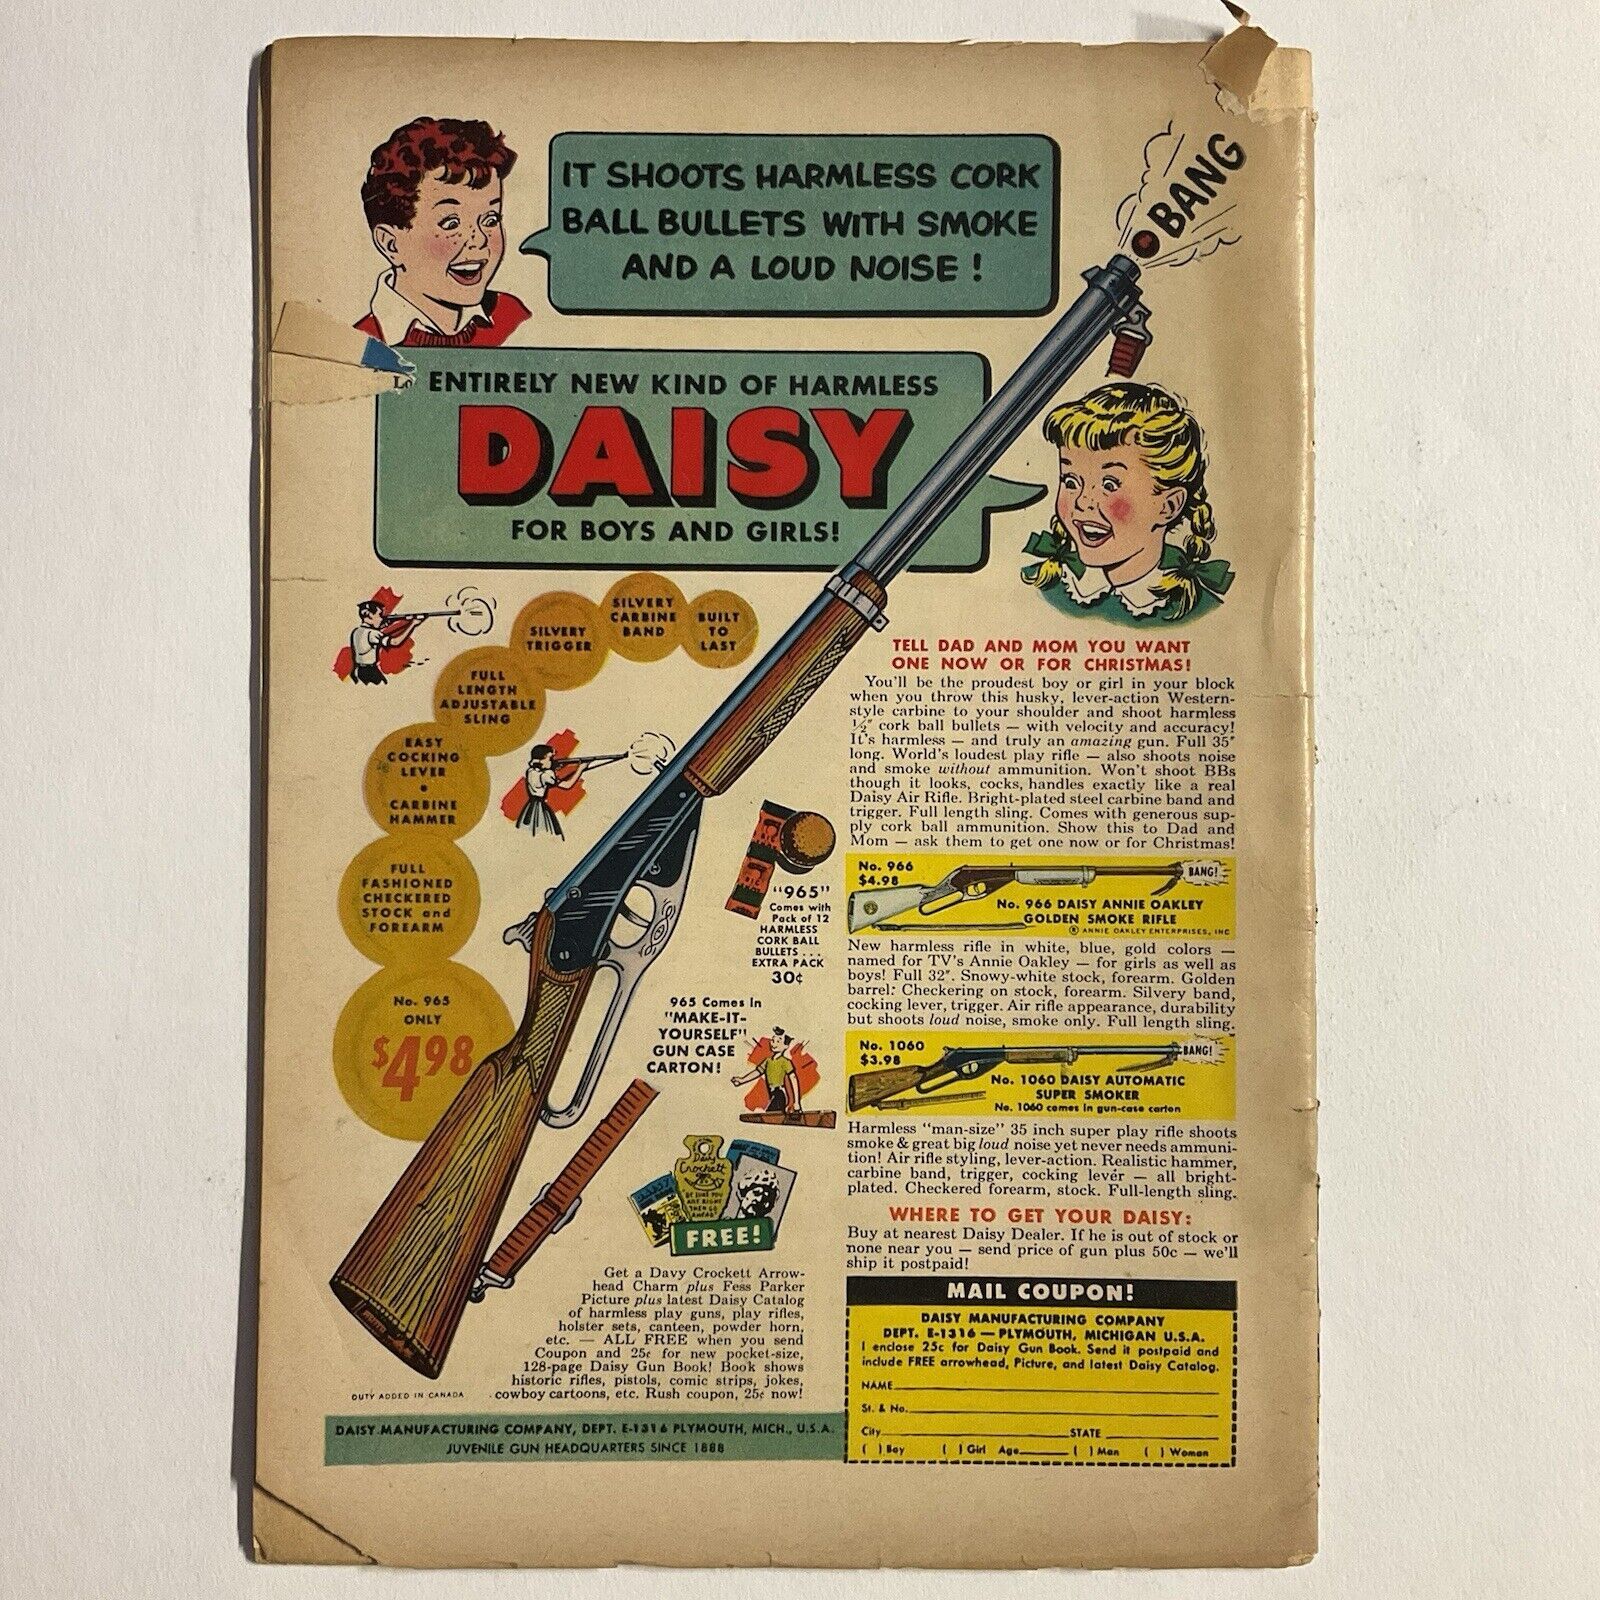 IT SHOOTS HARMLESS CORK
BALL BULLETS WITH SMOKE
AND A LOUD NOISE!
BANG
ENTIRELY NEW KIND OF HARMLESS
DAISY
FOR BOYS AND GIRLS!
BUILT
TO
LAST
SILVERY
CARBINE
BAND
SILVERY
TRIGGER
FULL
LENGTH
ADJUSTABLE
SLING
EASY
COCKING
LEVER
•
CARBINE
HAMMER
FULL
FASHIONED
CHECKERED
STOCK and
FOREARM
No. 965
ONLY
$4.98
"965"
Comes with
Pack of 12
HARMLESS
CORK BALL
BULLETS...
EXTRA PACK
30¢
965 Comes In
"MAKE-IT-
YOURSELF"
GUN CASE
CARTON!
Davy
Crockett
BE SURE YOU
ARE RIGHT
THEN GO
AHEAD
FREE!
Get a Davy Crockett Arrow-
head Charm plus Fess Parker
Picture plus latest Daisy Catalog
of harmless play guns, play rifles,
holster sets, canteen, powder horn,
etc. — ALL FREE when you send
Coupon and 25¢ for new pocket-size,
128-page Daisy Gun Book! Book shows
historic rifles, pistols, comic strips, jokes,
cowboy cartoons, etc. Rush coupon, 25¢ now!
DUTY ADDED IN CANADA
DAISY MANUFACTURING COMPANY, DEPT. E-1316 PLYMOUTH, MICH., U.S.A.
JUVENILE GUN HEADQUARTERS SINCE 1888
TELL DAD AND MOM YOU WANT
ONE NOW OR FOR CHRISTMAS!
You'll be the proudest boy or girl in your block
when you throw this husky, lever-action Western-
style carbine to your shoulder and shoot harmless
½" cork ball bullets — with velocity and accuracy!
It's harmless — and truly an amazing gun. Full 35"
long. World's loudest play rifle — also shoots noise
and smoke without ammunition. Won't shoot BBs
though it looks, cocks, handles exactly like a real
Daisy Air Rifle. Bright-plated steel carbine band and
trigger. Full length sling. Comes with generous sup-
ply cork ball ammunition. Show this to Dad and
Mom — ask them to get one now or for Christmas!
No. 966
$4.98
BANG!
No. 966 DAISY ANNIE OAKLEY
GOLDEN SMOKE RIFLE
® ANNIE OAKLEY ENTERPRISES, INC
New harmless rifle in white, blue, gold colors —
named for TV's Annie Oakley — for girls as well as
boys! Full 32". Snowy-white stock, forearm. Golden
barrel. Checkering on stock, forearm. Silvery band,
cocking lever, trigger. Air rifle appearance, durability
but shoots loud noise, smoke only. Full length sling.
No. 1060
$3.98
BANG!
No. 1060 DAISY AUTOMATIC
SUPER SMOKER
No. 1060 comes in gun-case carton
Harmless "man-size" 35 inch super play rifle shoots
smoke & great big loud noise yet never needs ammuni-
tion! Air rifle styling, lever-action. Realistic hammer,
carbine band, trigger, cocking lever — all bright-
plated. Checkered forearm, stock. Full-length sling.
WHERE TO GET YOUR DAISY:
Buy at nearest Daisy Dealer. If he is out of stock or
none near you — send price of gun plus 50c — we'll
ship it postpaid!
MAIL COUPON!
DAISY MANUFACTURING COMPANY
DEPT. E-1316 — PLYMOUTH, MICHIGAN U.S.A.
I enclose 25c for Daisy Gun Book. Send it postpaid and
include FREE arrowhead, Picture, and latest Daisy Catalog.
NAME
St. & No.
City STATE
( ) Boy ( ) Girl Age ( ) Man ( ) Woman